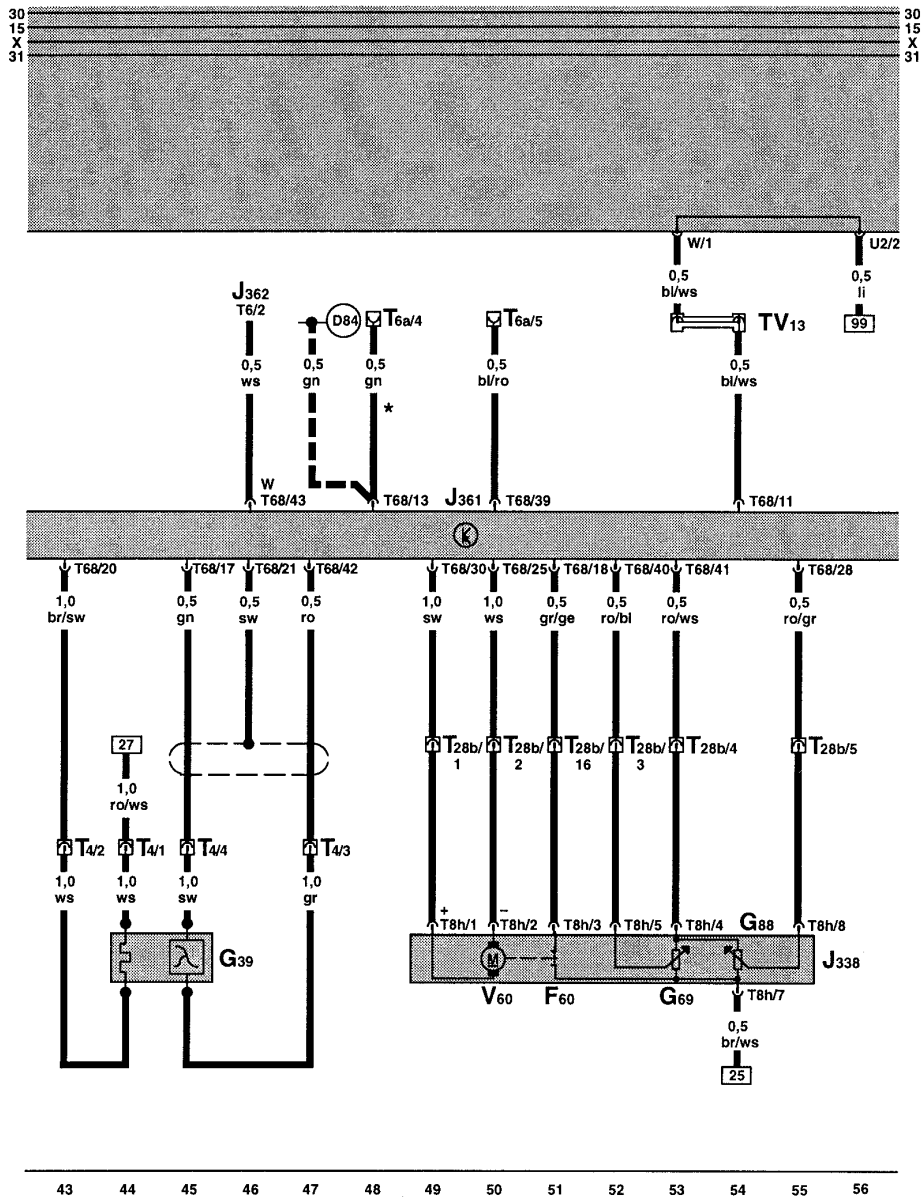 30 30
15 15
X X
31 31
W/1 U2/2
0,5 0,5
bl/ws li
J362
T6/2
D84 T6a/4 T6a/5 TV13 99
0,5 0,5 0,5 0,5 0,5
ws gn gn bl/ro bl/ws
*
W
T68/43 T68/13 J361 T68/39 T68/11
T68/20 T68/17 T68/21 T68/42 T68/30 T68/25 T68/18 T68/40 T68/41 T68/28
1,0 0,5 0,5 0,5 1,0 1,0 0,5 0,5 0,5 0,5
br/sw gn sw ro sw ws gr/ge ro/bl ro/ws ro/gr
27 T28b/ T28b/ T28b/ T28b/ T28b/4 T28b/5
1 2 16 3
1,0
ro/ws
T4/2 T4/1 T4/4 T4/3
1,0 1,0 1,0 1,0
ws ws sw gr
+ −
T8h/1 T8h/2 T8h/3 T8h/5 T8h/4 G88 T8h/8
G39 M J338
V60 F60 G69 T8h/7
0,5
br/ws
25
43 44 45 46 47 48 49 50 51 52 53 54 55 56